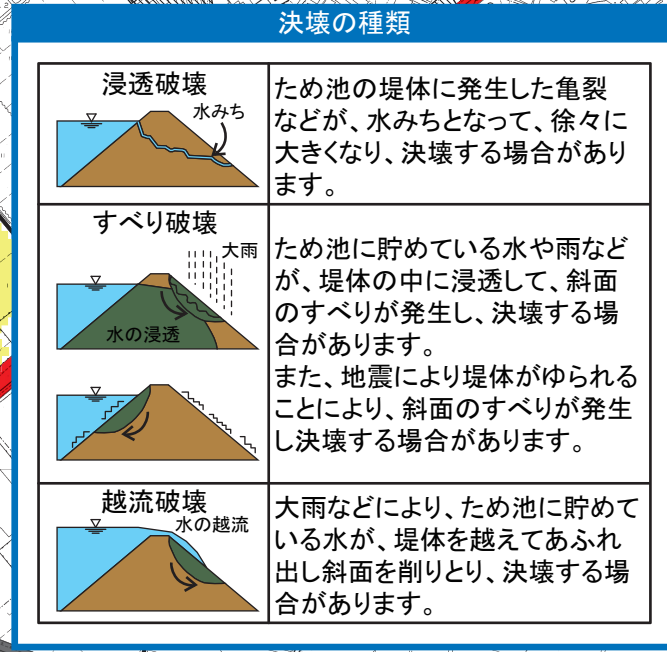 決壊の種類
浸透破壊
水みち
ため池の堤体に発生した亀裂
などが、水みちとなって、徐々に
大きくなり、決壊する場合があり
ます。
すべり破壊
大雨
水の浸透
ため池に貯めている水や雨など
が、堤体の中に浸透して、斜面
のすべりが発生し、決壊する場
合があります。
また、地震により堤体がゆられる
ことにより、斜面のすべりが発生
し決壊する場合があります。
越流破壊
水の越流
大雨などにより、ため池に貯めて
いる水が、堤体を越えてあふれ
出し斜面を削りとり、決壊する場
合があります。